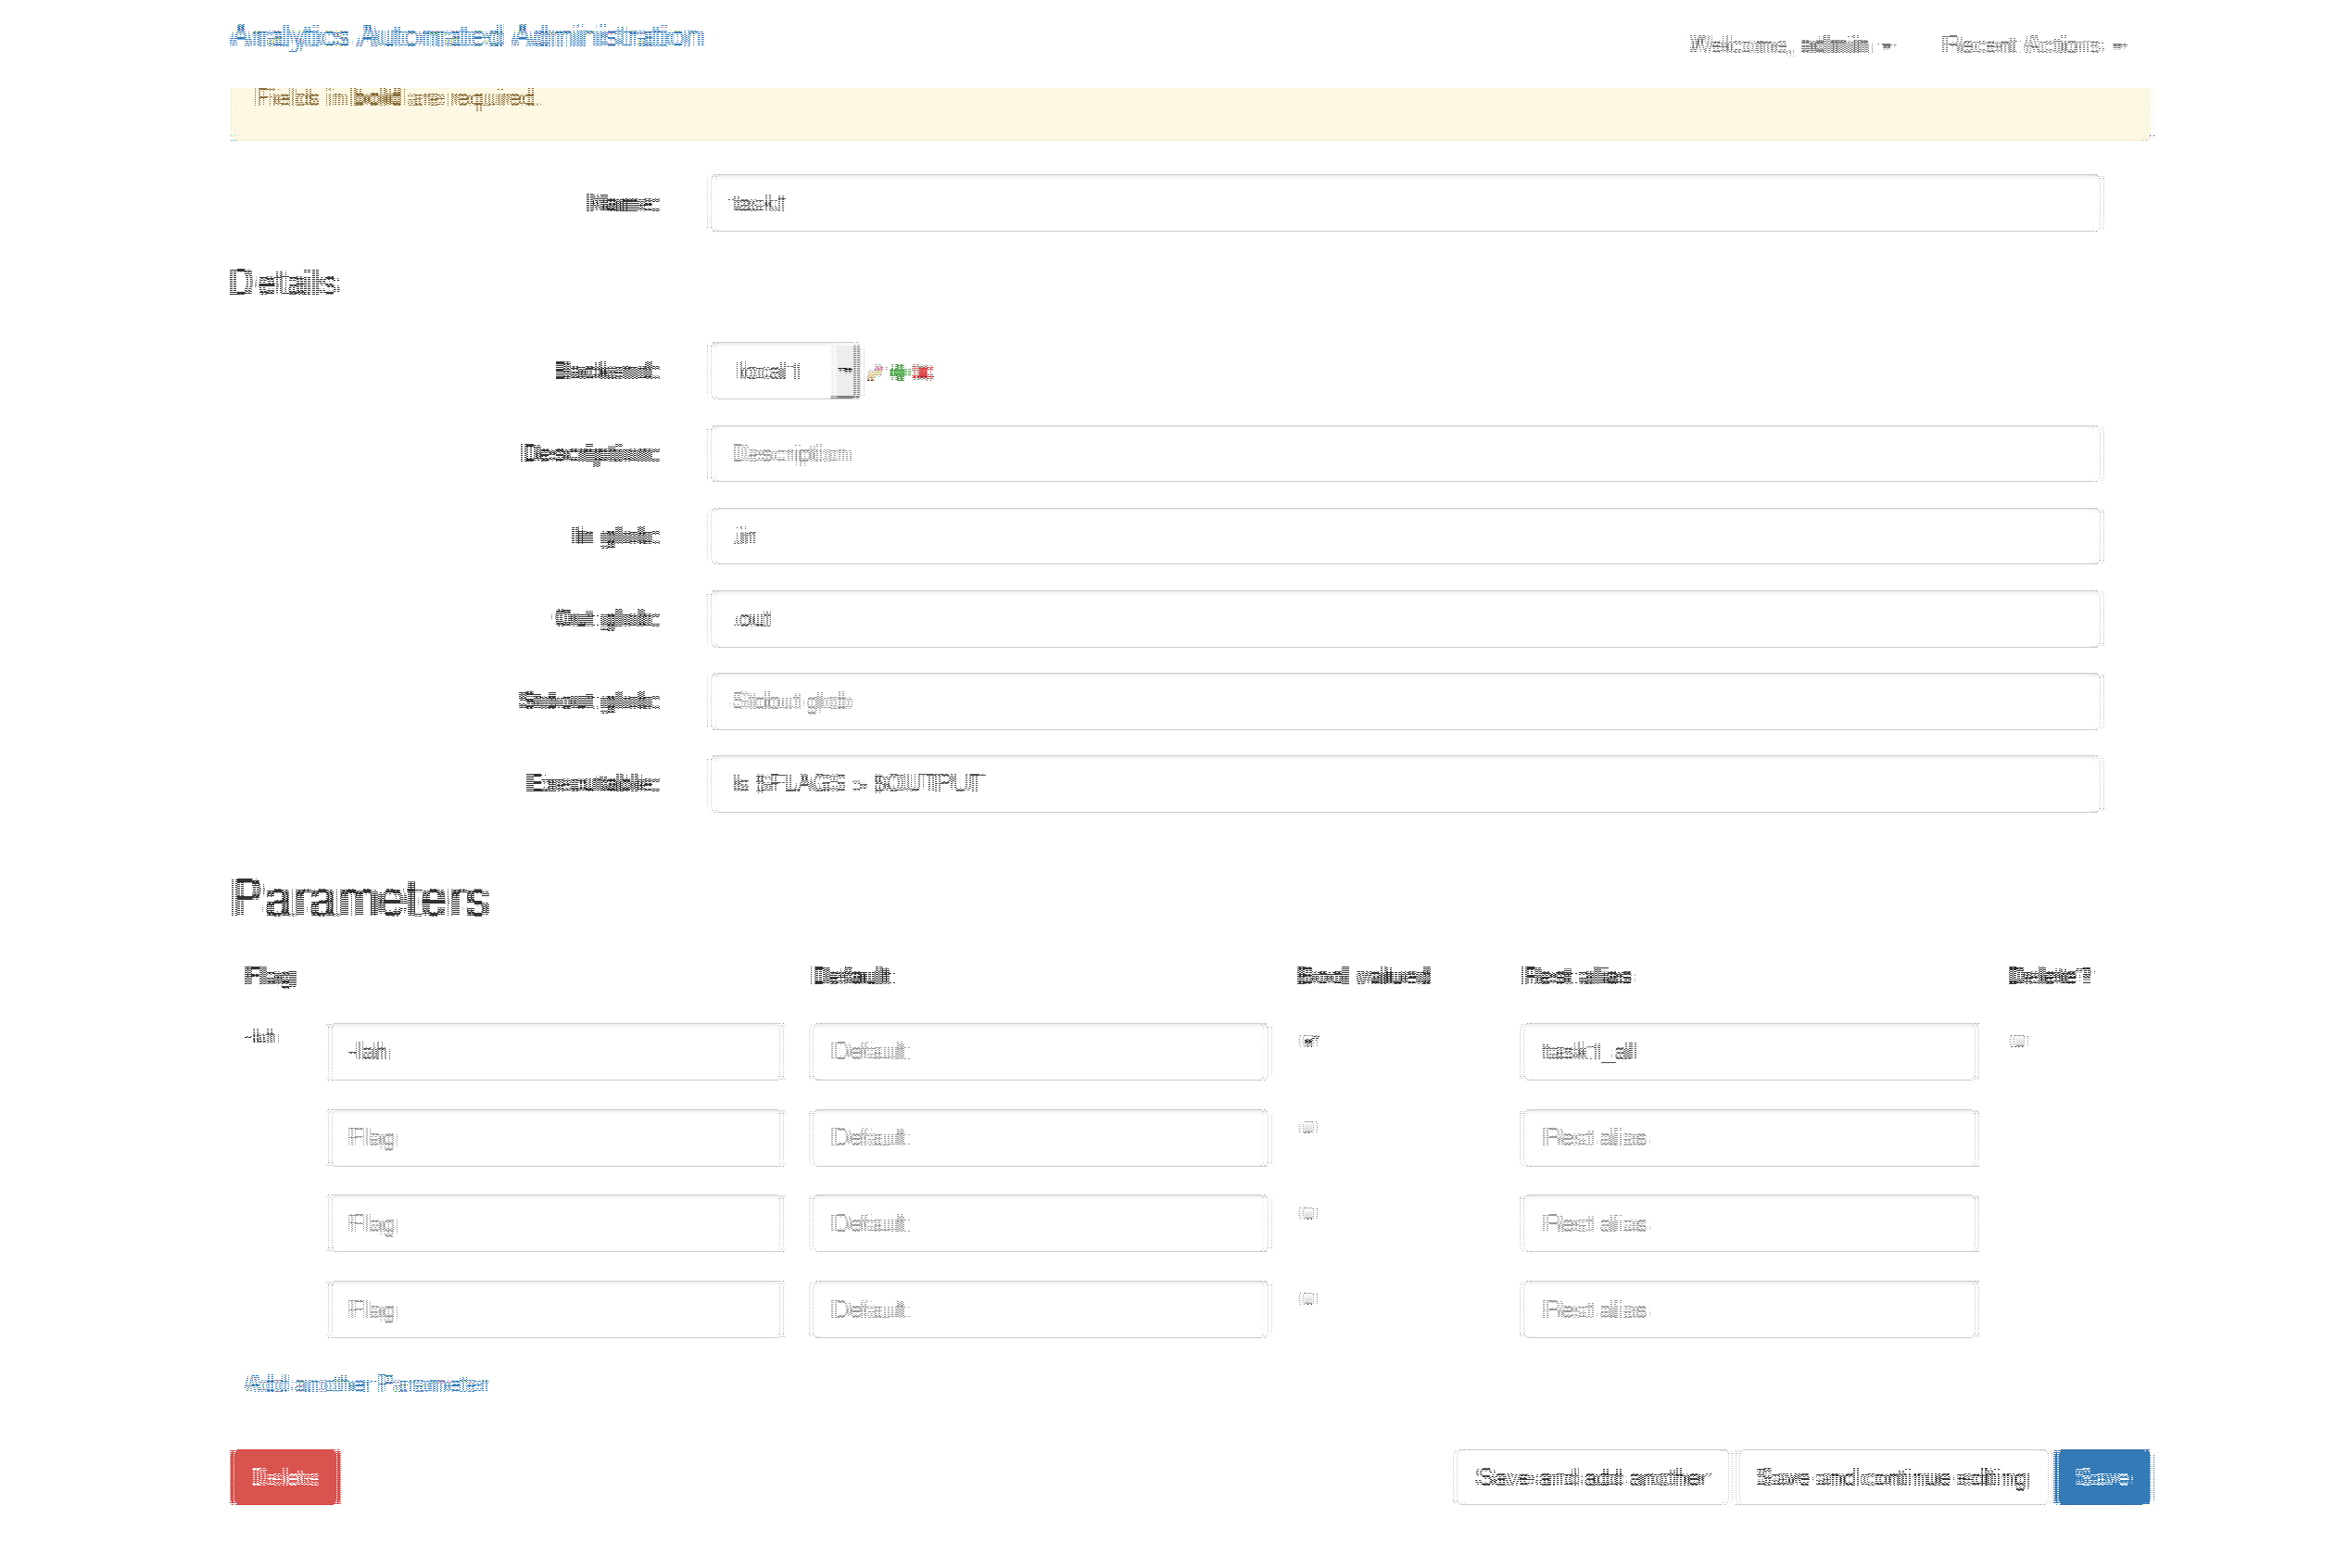 Analytics Automated Administration
Welcome, admin Recent Actions
Fields in bold are required.
Name: task1
Details
Backend: local1
Description: Description
In glob: .in
Out glob: .out
Stdout glob: Stdout glob
Executable: ls $FLAGS > $OUTPUT
Parameters
Flag Default Bool valued Rest alias Delete?
-lah -lah Default task1_all
Flag Default Rest alias
Flag Default Rest alias
Flag Default Rest alias
Add another Parameter
Delete Save and add another Save and continue editing Save